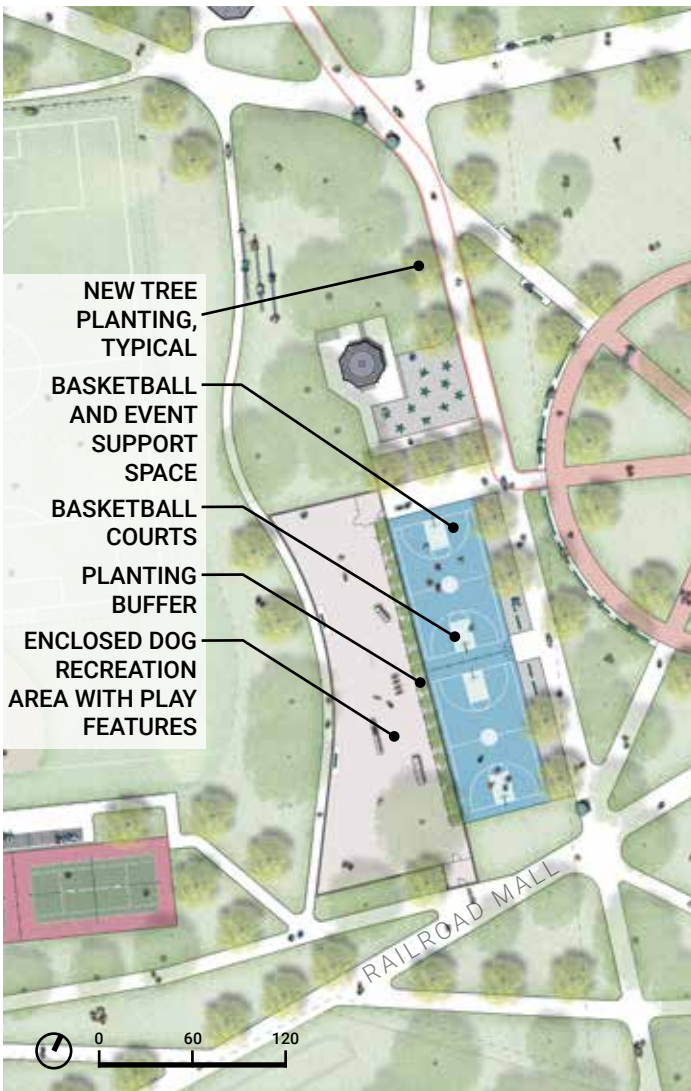 NEW TREE
PLANTING,
TYPICAL
BASKETBALL
AND EVENT
SUPPORT
SPACE
BASKETBALL
COURTS
PLANTING
BUFFER
ENCLOSED DOG
RECREATION
AREA WITH PLAY
FEATURES
RAILROAD MALL
0 60 120